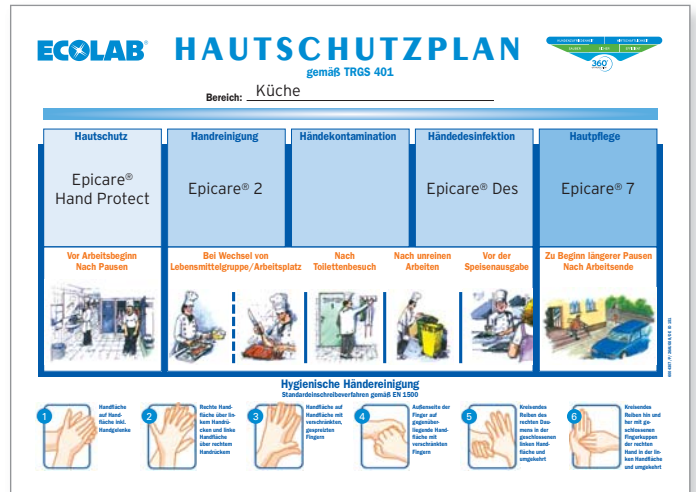 ECOLAB®
HAUTSCHUTZPLAN
gemäß TRGS 401
360°
Bereich: Küche
Hautschutz
Handreinigung
Händekontamination
Händedesinfektion
Hautpflege
Epicare®
Hand Protect
Epicare® 2
Epicare® Des
Epicare® 7
Vor Arbeitsbeginn
Nach Pausen
Bei Wechsel von
Lebensmittelgruppe/Arbeitsplatz
Nach
Toilettenbesuch
Nach unreinen
Arbeiten
Vor der
Speisenausgabe
Zu Beginn längerer Pausen
Nach Arbeitsende
Hygienische Händereinigung
Standardeinschreibeverfahren gemäß EN 1500
1
Handfläche
auf Hand-
fläche inkl.
Handgelenke
2
Rechte Hand-
fläche über lin-
kem Handrü-
cken und linke
Handfläche
über rechtem
Handrücken
3
Handfläche auf
Handfläche mit
verschränkten,
gespreizten
Fingern
4
Außenseite der
Finger auf
gegenüber-
liegende Hand-
fläche mit
verschränkten
Fingern
5
Kreisendes
Reiben des
rechten Dau-
mens in der
geschlossenen
linken Hand-
fläche und
umgekehrt
6
Kreisendes
Reiben hin und
her mit ge-
schlossenen
Fingerkuppen
der rechten
Hand in der lin-
ken Handfläche
und umgekehrt